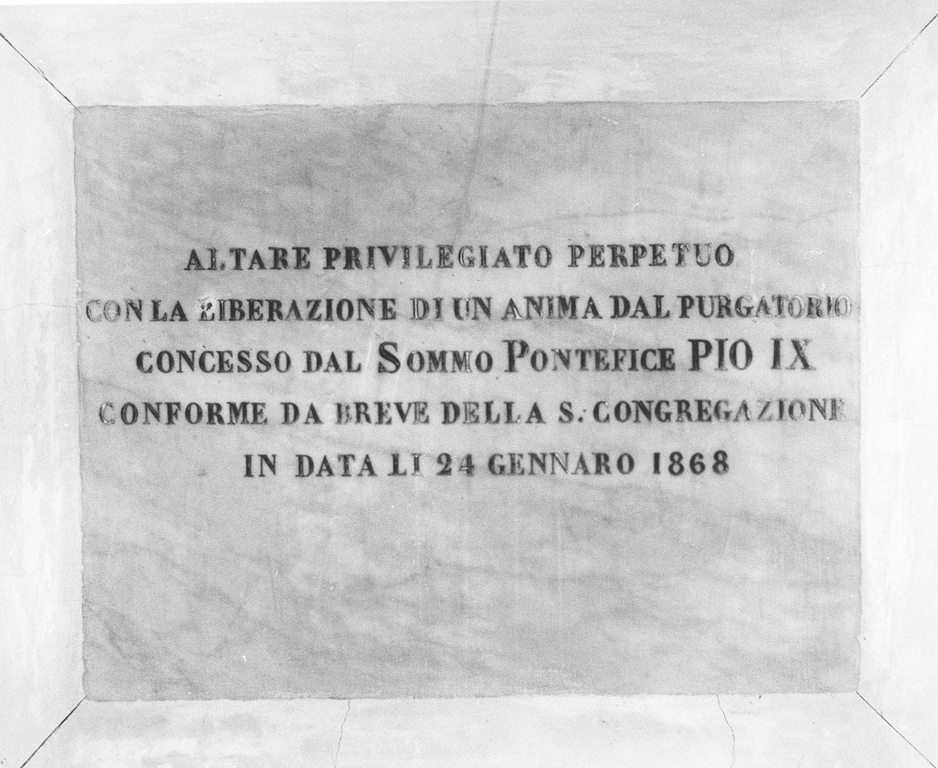 ALTARE PRIVILEGIATO PERPETUO
CON LA LIBERAZIONE DI UN ANIMA DAL PURGATORIO
CONCESSO DAL SOMMO PONTEFICE PIO IX
CONFORME DA BREVE DELLA S. CONGREGAZIONE
IN DATA LI 24 GENNARO 1868